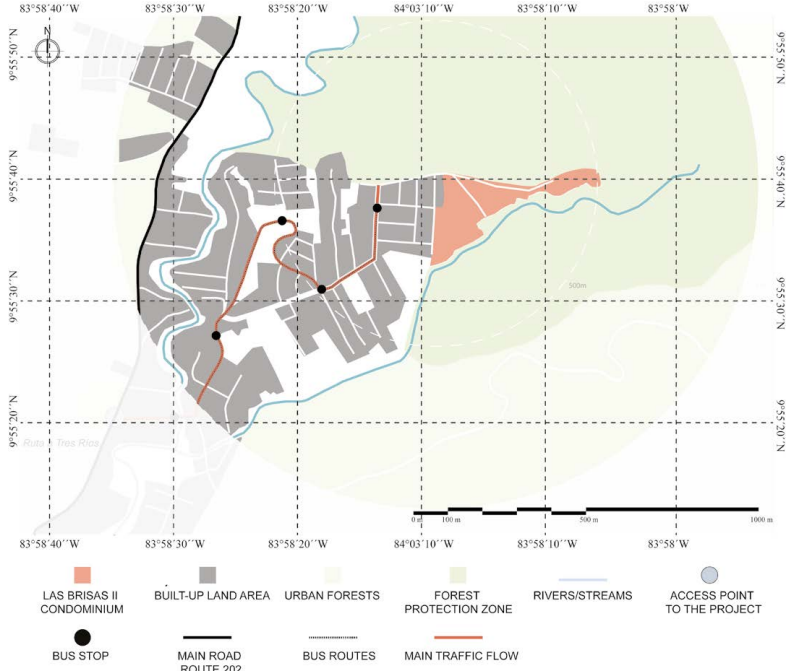 83°58'40''W 83°58'30''W 83°58'20''W 84°03'10''W 83°58'10''W 83°58'W
N
9°55'50''N 9°55'50''N
9°55'40''N 9°55'40''N
500m
9°55'30''N 9°55'30''N
9°55'20''N 9°55'20''N
Ruta a Tres Ríos
0 m 100 m 500 m 1000 m
83°58'40''W 83°58'30''W 83°58'20''W 84°03'10''W 83°58'10''W 83°58'W
LAS BRISAS II
CONDOMINIUM
BUILT-UP LAND AREA
URBAN FORESTS
FOREST
PROTECTION ZONE
RIVERS/STREAMS
ACCESS POINT
TO THE PROJECT
BUS STOP
MAIN ROAD
ROUTE 202
BUS ROUTES
MAIN TRAFFIC FLOW